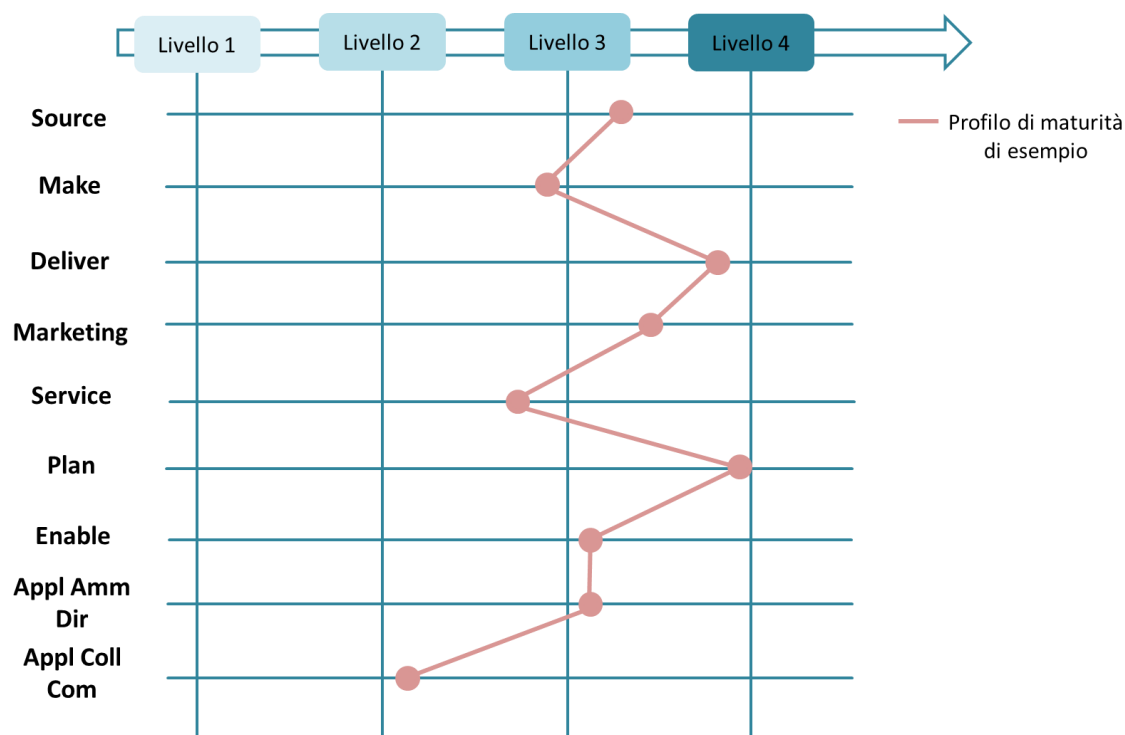 Livello 1
Livello 2
Livello 3
Livello 4
Source
Profilo di maturità
di esempio
Make
Deliver
Marketing
Service
Plan
Enable
Appl Amm
Dir
Appl Coll
Com